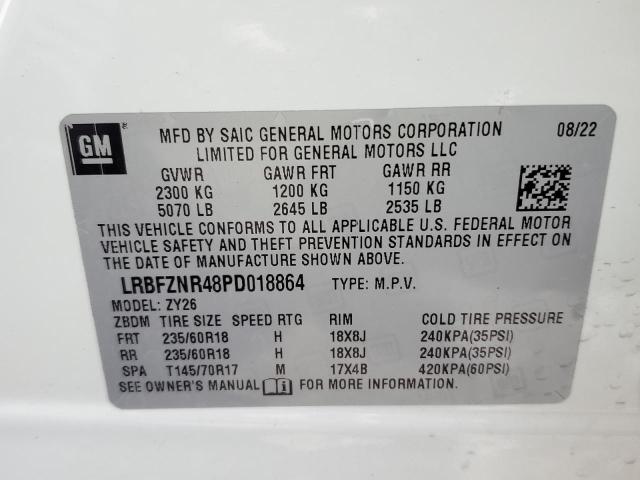 GM
MFD BY SAIC GENERAL MOTORS CORPORATION 08/22
LIMITED FOR GENERAL MOTORS LLC
GVWR GAWR FRT GAWR RR
2300 KG 1200 KG 1150 KG
5070 LB 2645 LB 2535 LB
THIS VEHICLE CONFORMS TO ALL APPLICABLE U.S. FEDERAL MOTOR
VEHICLE SAFETY AND THEFT PREVENTION STANDARDS IN EFFECT ON
THE DATE OF MANUFACTURE SHOWN ABOVE.
LRBFZNR48PD018864 TYPE: M.P.V.
MODEL: ZY26
ZBDM TIRE SIZE SPEED RTG RIM COLD TIRE PRESSURE
FRT 235/60R18 H 18X8J 240KPA(35PSI)
RR 235/60R18 H 18X8J 240KPA(35PSI)
SPA T145/70R17 M 17X4B 420KPA(60PSI)
SEE OWNER'S MANUAL FOR MORE INFORMATION.